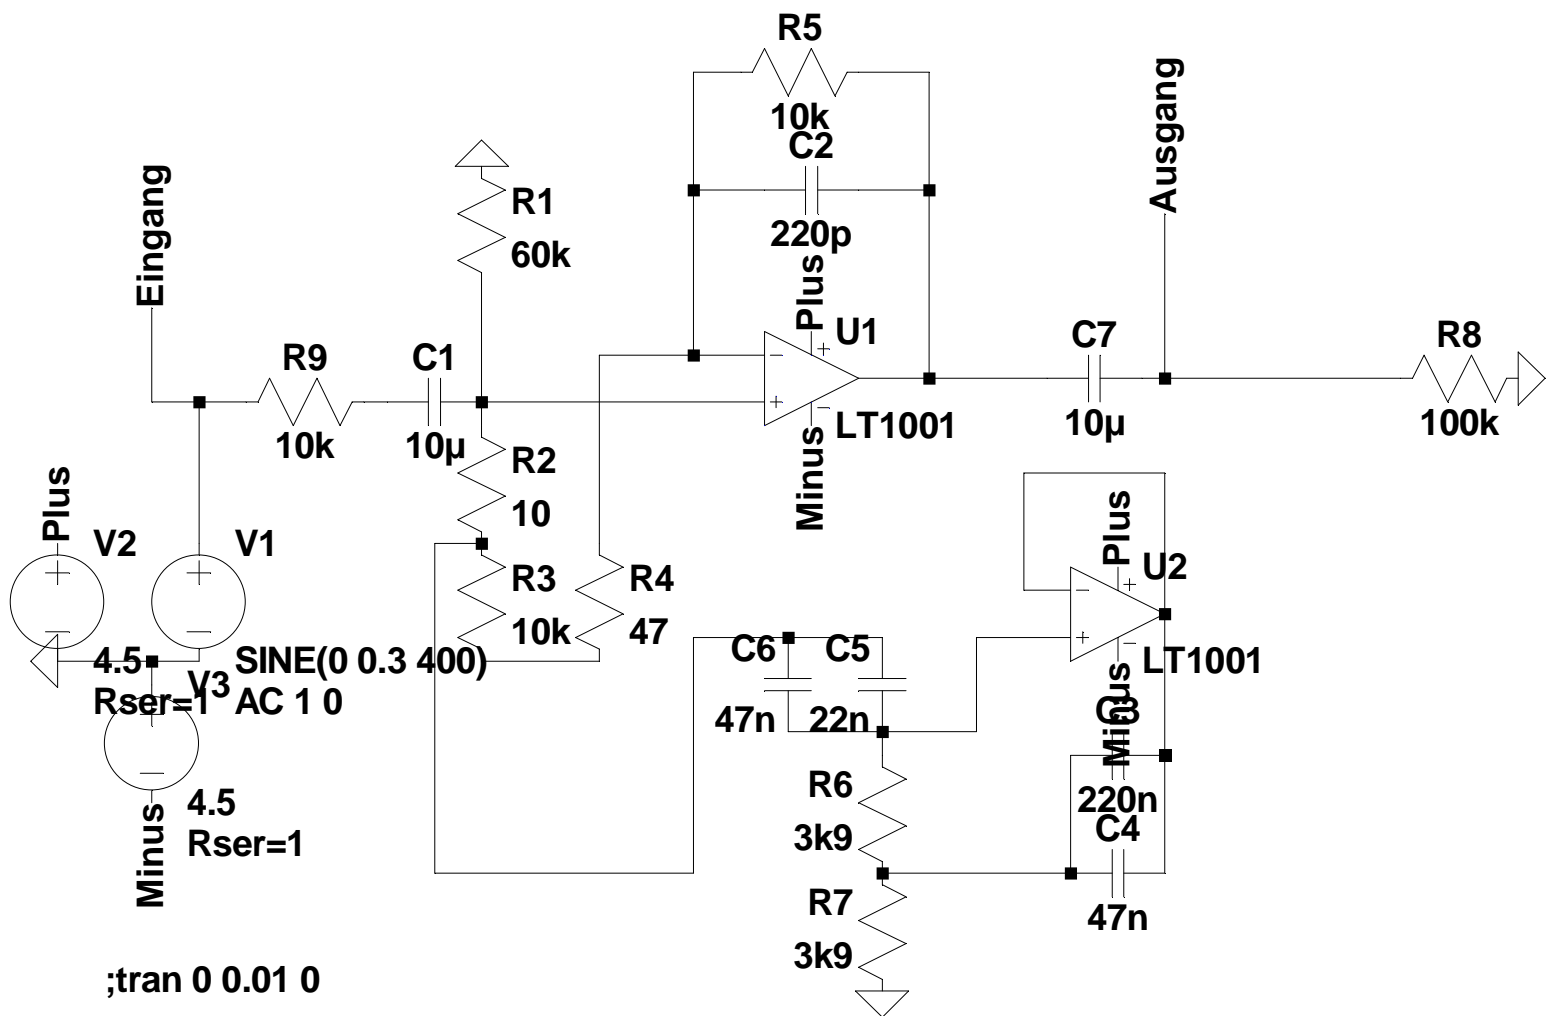 R5
10k
C2
220p
Eingang
Ausgang
R1
60k
Plus
U1
LT1001
Minus
R9
10k
C1
10µ
C7
10µ
R8
100k
R2
10
R3
10k
R4
47
Plus
V2
4.5
Rser=1
V1
SINE(0 0.3 400)
AC 1 0
V3
4.5
Rser=1
Minus
C6
47n
C5
22n
Plus
U2
LT1001
Minus
C3
220n
C4
47n
R6
3k9
R7
3k9
;tran 0 0.01 0